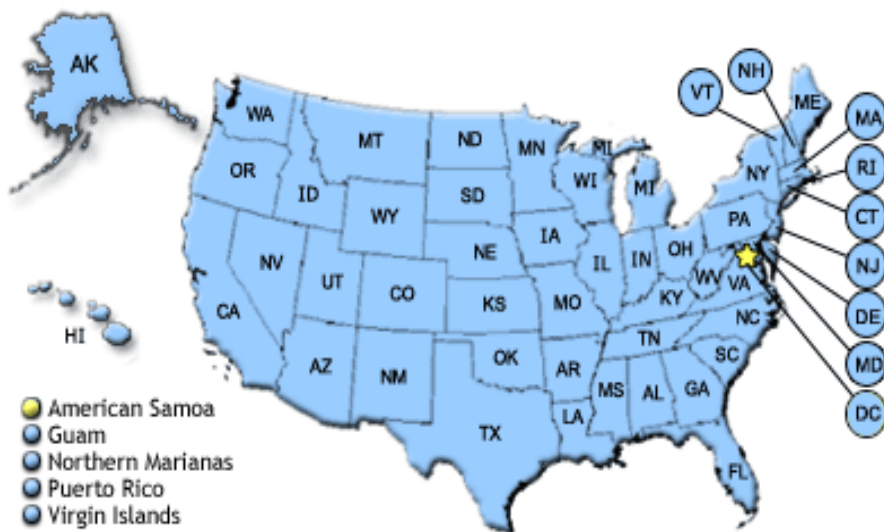 AK
NH
VT
ME
WA
MT
ND
MN
MI
MA
OR
ID
SD
WI
MI
NY
RI
WY
CT
IA
PA
NE
NV
UT
CO
IL
IN
OH
NJ
CA
KS
MO
WV
VA
KY
DE
HI
NC
TN
AZ
NM
OK
AR
SC
MD
MS
AL
GA
DC
TX
LA
FL
American Samoa
Guam
Northern Marianas
Puerto Rico
Virgin Islands